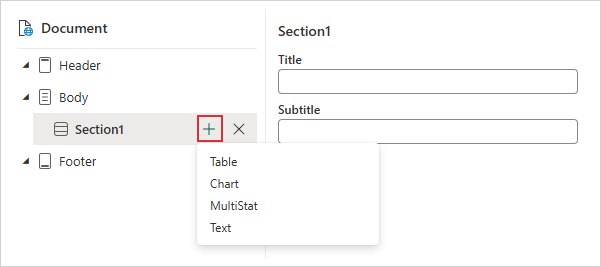 Document
Header
Body
Section1
Table
Chart
MultiStat
Text
Footer
Section1
Title
Subtitle